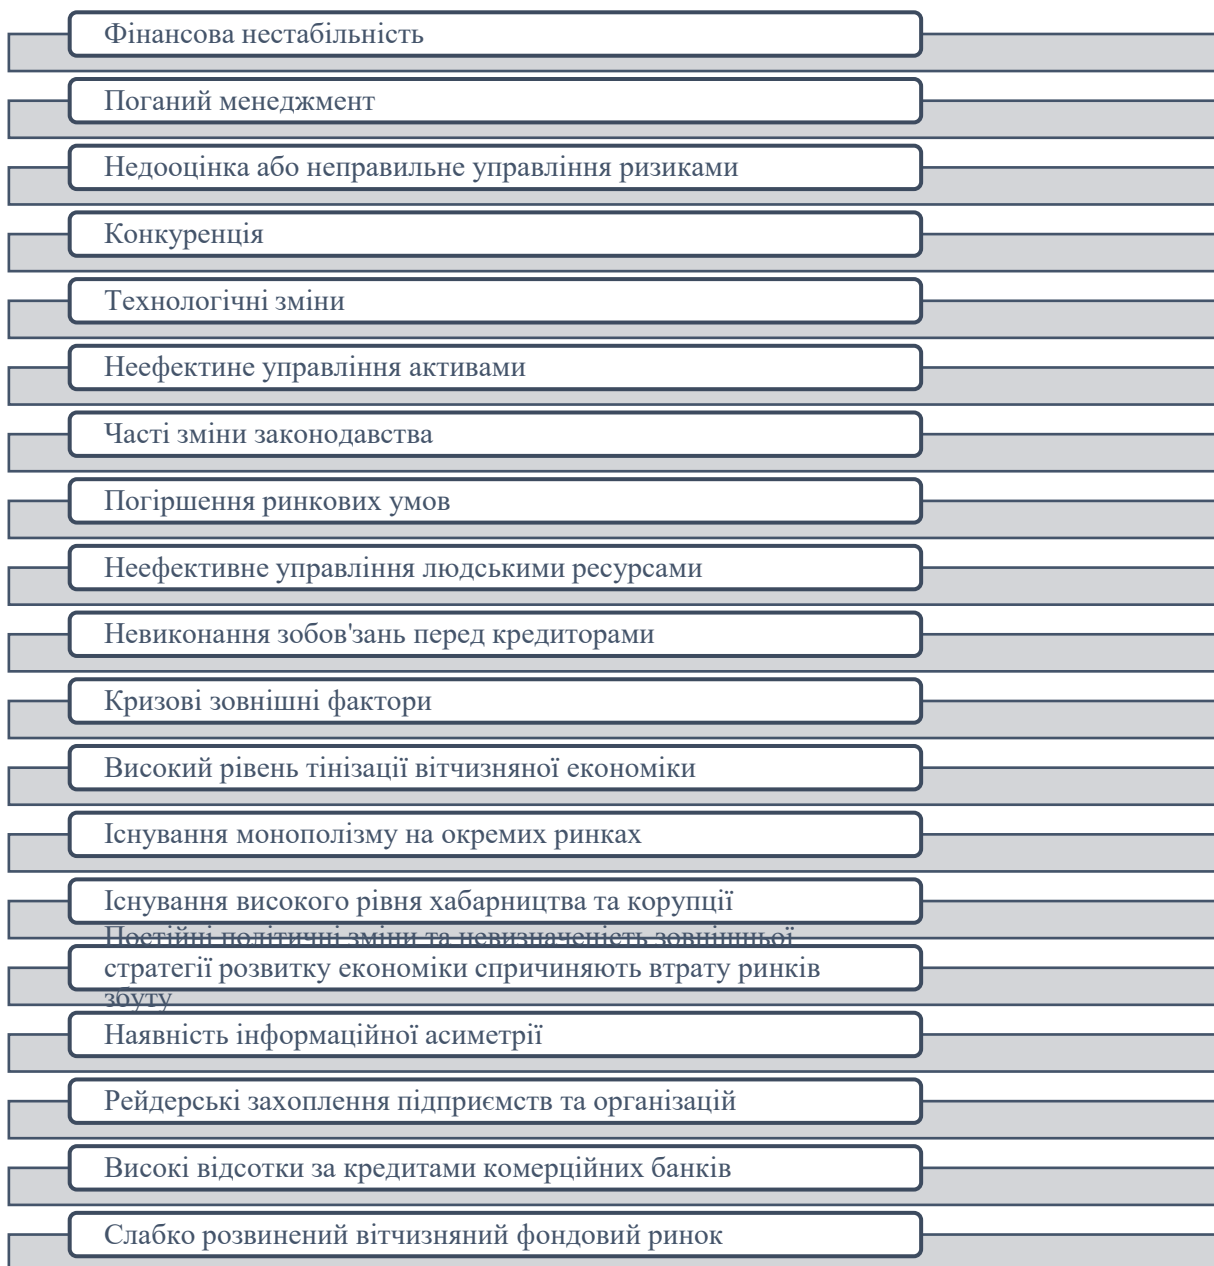 Фінансова нестабільність
Поганий менеджмент
Недооцінка або неправильне управління ризиками
Конкуренція
Технологічні зміни
Неефектине управління активами
Часті зміни законодавства
Погіршення ринкових умов
Неефективне управління людськими ресурсами
Невиконання зобов'язань перед кредиторами
Кризові зовнішні фактори
Високий рівень тінізації вітчизняної економіки
Існування монополізму на окремих ринках
Існування високого рівня хабарництва та корупції
Постійні політичні зміни та невизначеність зовнішньої
стратегії розвитку економіки спричиняють втрату ринків
збуту
Наявність інформаційної асиметрії
Рейдерські захоплення підприємств та організацій
Високі відсотки за кредитами комерційних банків
Слабко розвинений вітчизняний фондовий ринок